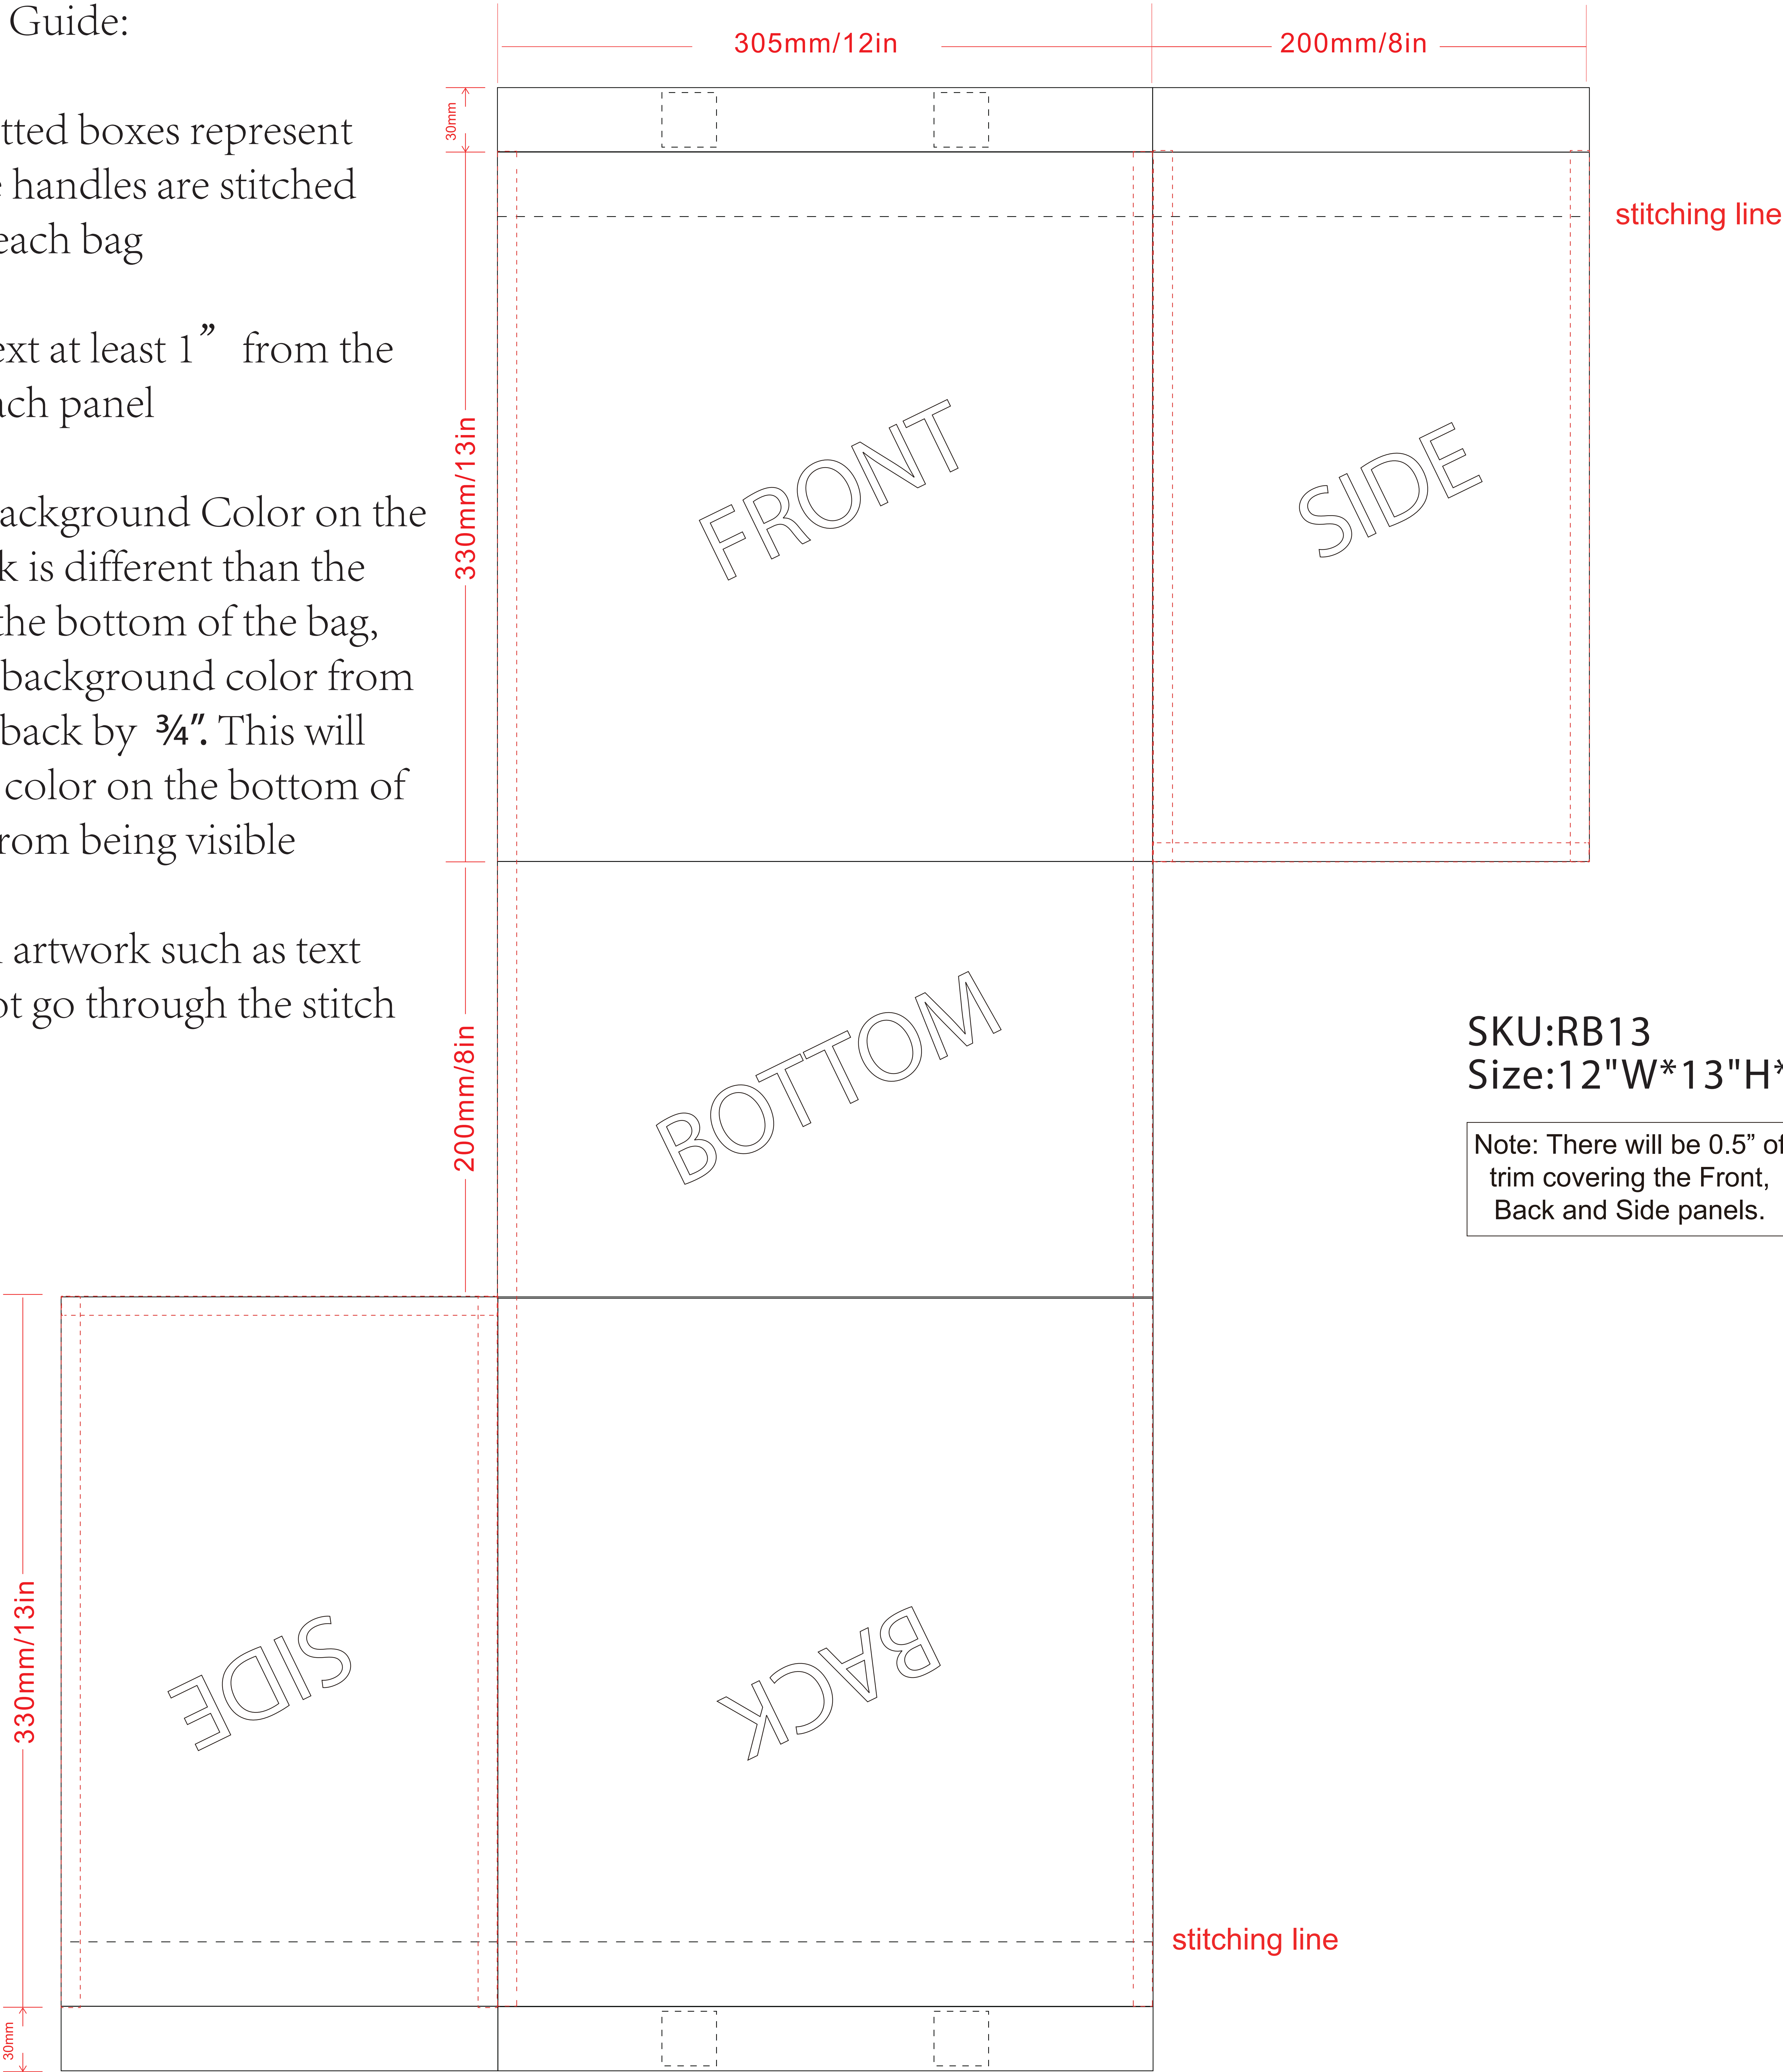 Guide:
tted boxes represent
e handles are stitched
each bag
ext at least 1” from the
ach panel
ackground Color on the
k is different than the
the bottom of the bag,
background color from
back by ¾”. This will
color on the bottom of
rom being visible
artwork such as text
ot go through the stitch
305mm/12in
200mm/8in
30mm
stitching line
330mm/13in
FRONT
SIDE
BOTTOM
200mm/8in
SKU:RB13
Size:12"W*13"H*
Note: There will be 0.5” of
trim covering the Front,
Back and Side panels.
330mm/13in
SIDE
BACK
stitching line
30mm